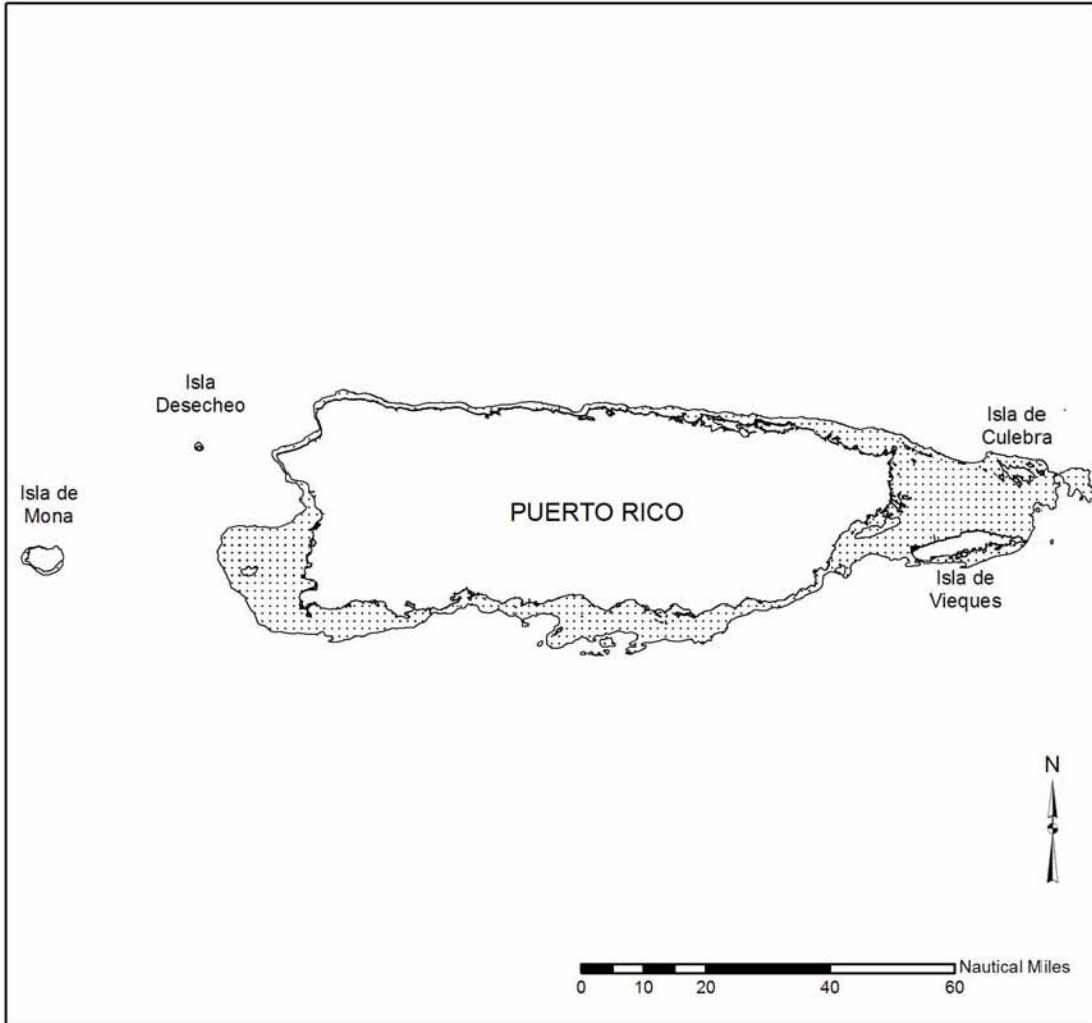 Isla
Desecheo
Isla de
Culebra
Isla de
Mona
PUERTO RICO
Isla de
Vieques
N
Nautical Miles
0 10 20 40 60